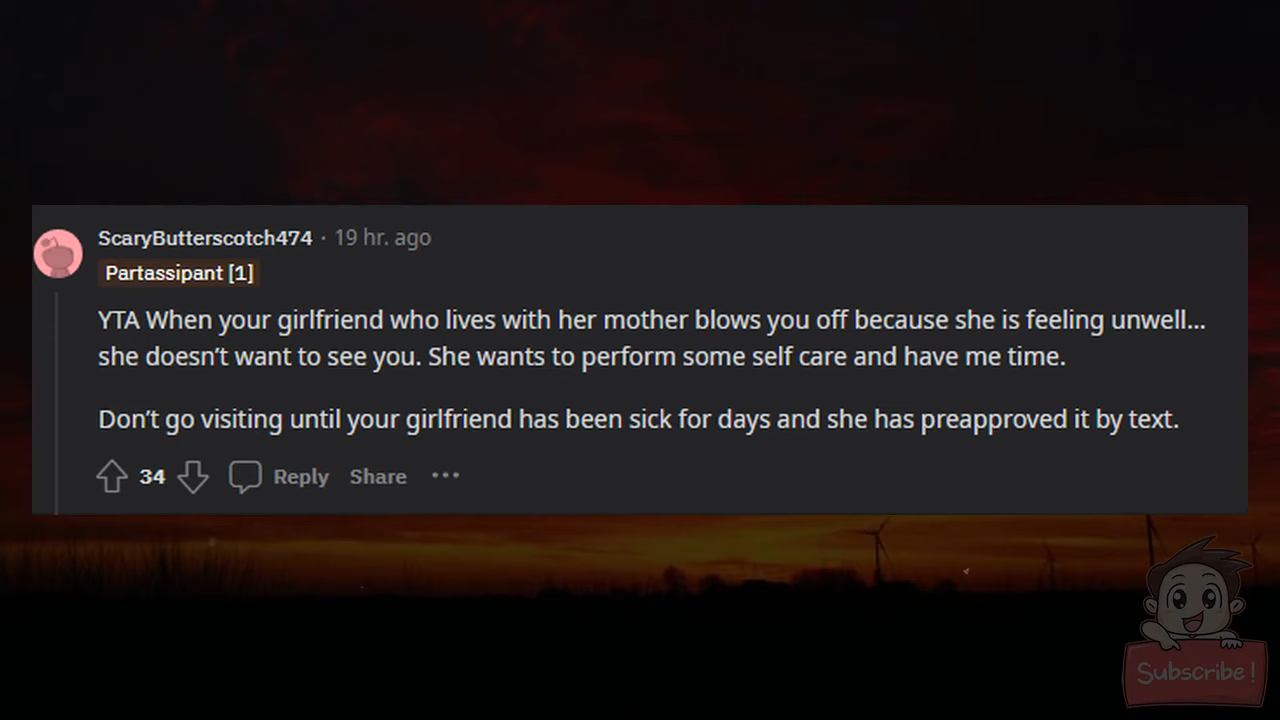 ScaryButterscotch474 · 19 hr. ago
Partassipant [1]
YTA When your girlfriend who lives with her mother blows you off because she is feeling unwell...
she doesn’t want to see you. She wants to perform some self care and have me time.
Don’t go visiting until your girlfriend has been sick for days and she has preapproved it by text.
34 Reply Share ···
Subscribe!